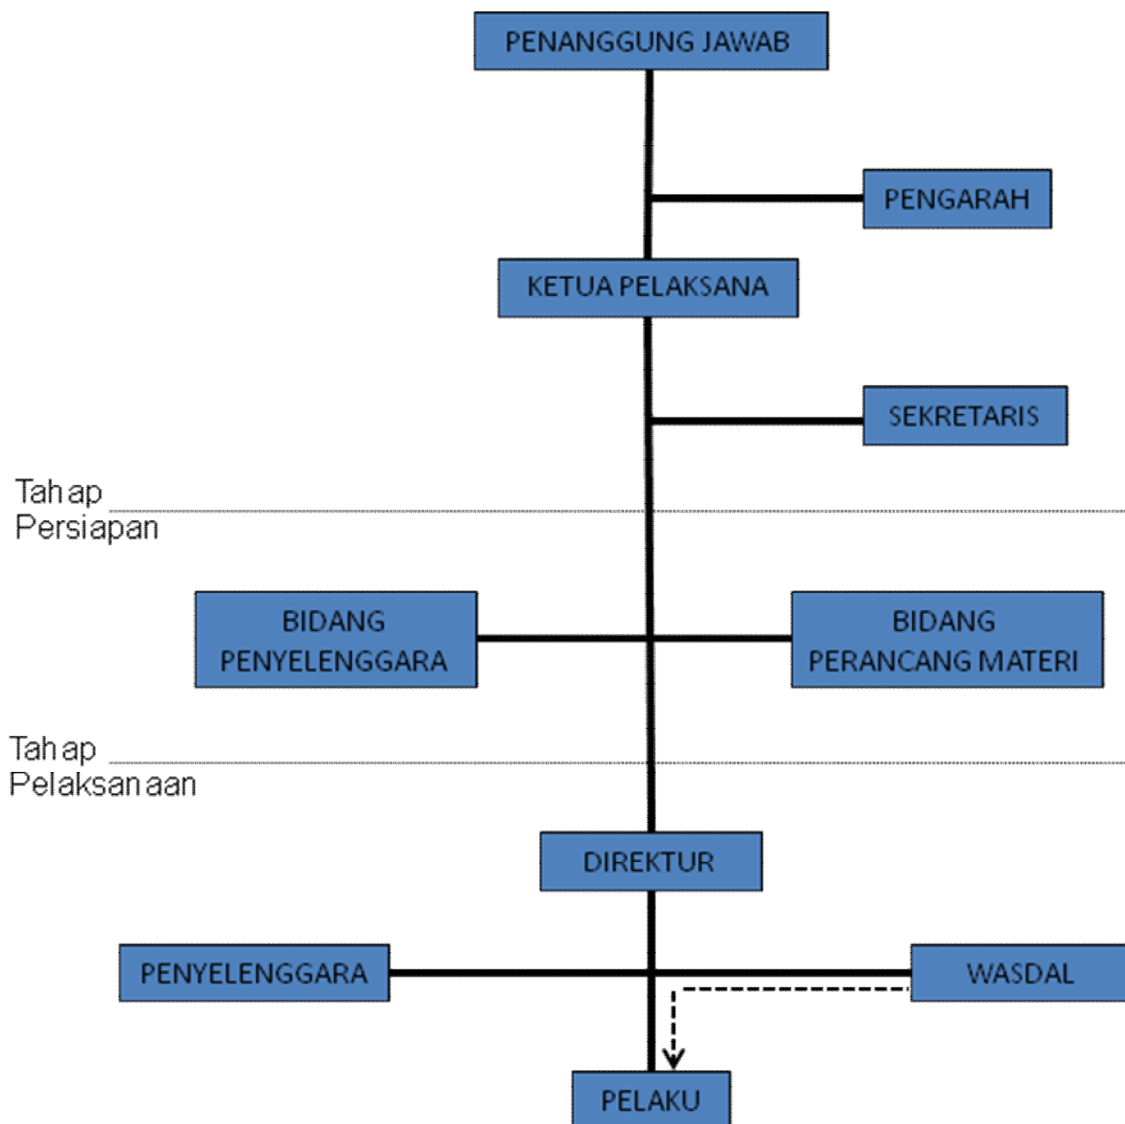 PENANGGUNG JAWAB
PENGARAH
KETUA PELAKSANA
SEKRETARIS
Tahap
Persiapan
BIDANG
PENYELENGGARA
BIDANG
PERANCANG MATERI
Tahap
Pelaksanaan
DIREKTUR
PENYELENGGARA
WASDAL
PELAKU